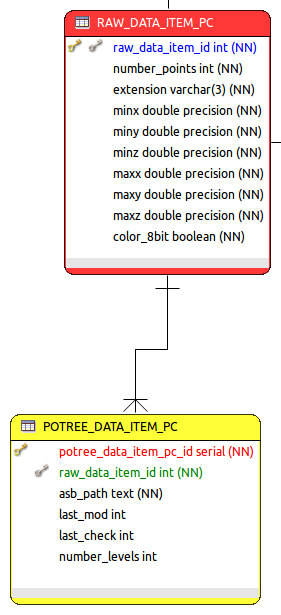 RAW_DATA_ITEM_PC
raw_data_item_id int (NN)
number_points int (NN)
extension varchar(3) (NN)
minx double precision (NN)
miny double precision (NN)
minz double precision (NN)
maxx double precision (NN)
maxy double precision (NN)
maxz double precision (NN)
color_8bit boolean (NN)
POTREE_DATA_ITEM_PC
potree_data_item_pc_id serial (NN)
raw_data_item_id int (NN)
asb_path text (NN)
last_mod int
last_check int
number_levels int